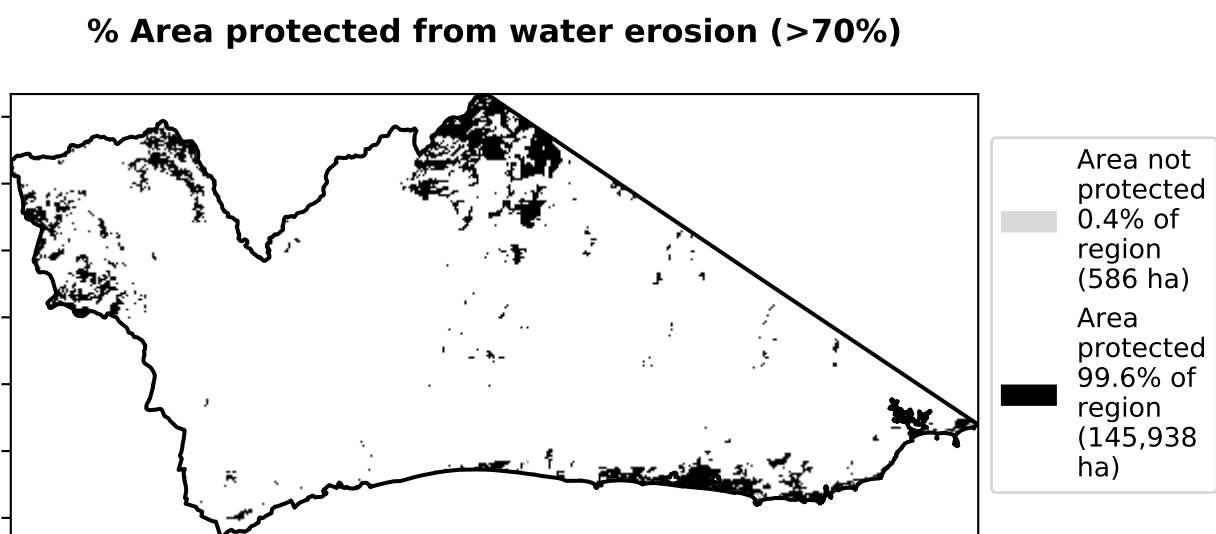 % Area protected from water erosion (>70%)
Area not
protected
0.4% of
region
(586 ha)
Area
protected
99.6% of
region
(145,938
ha)